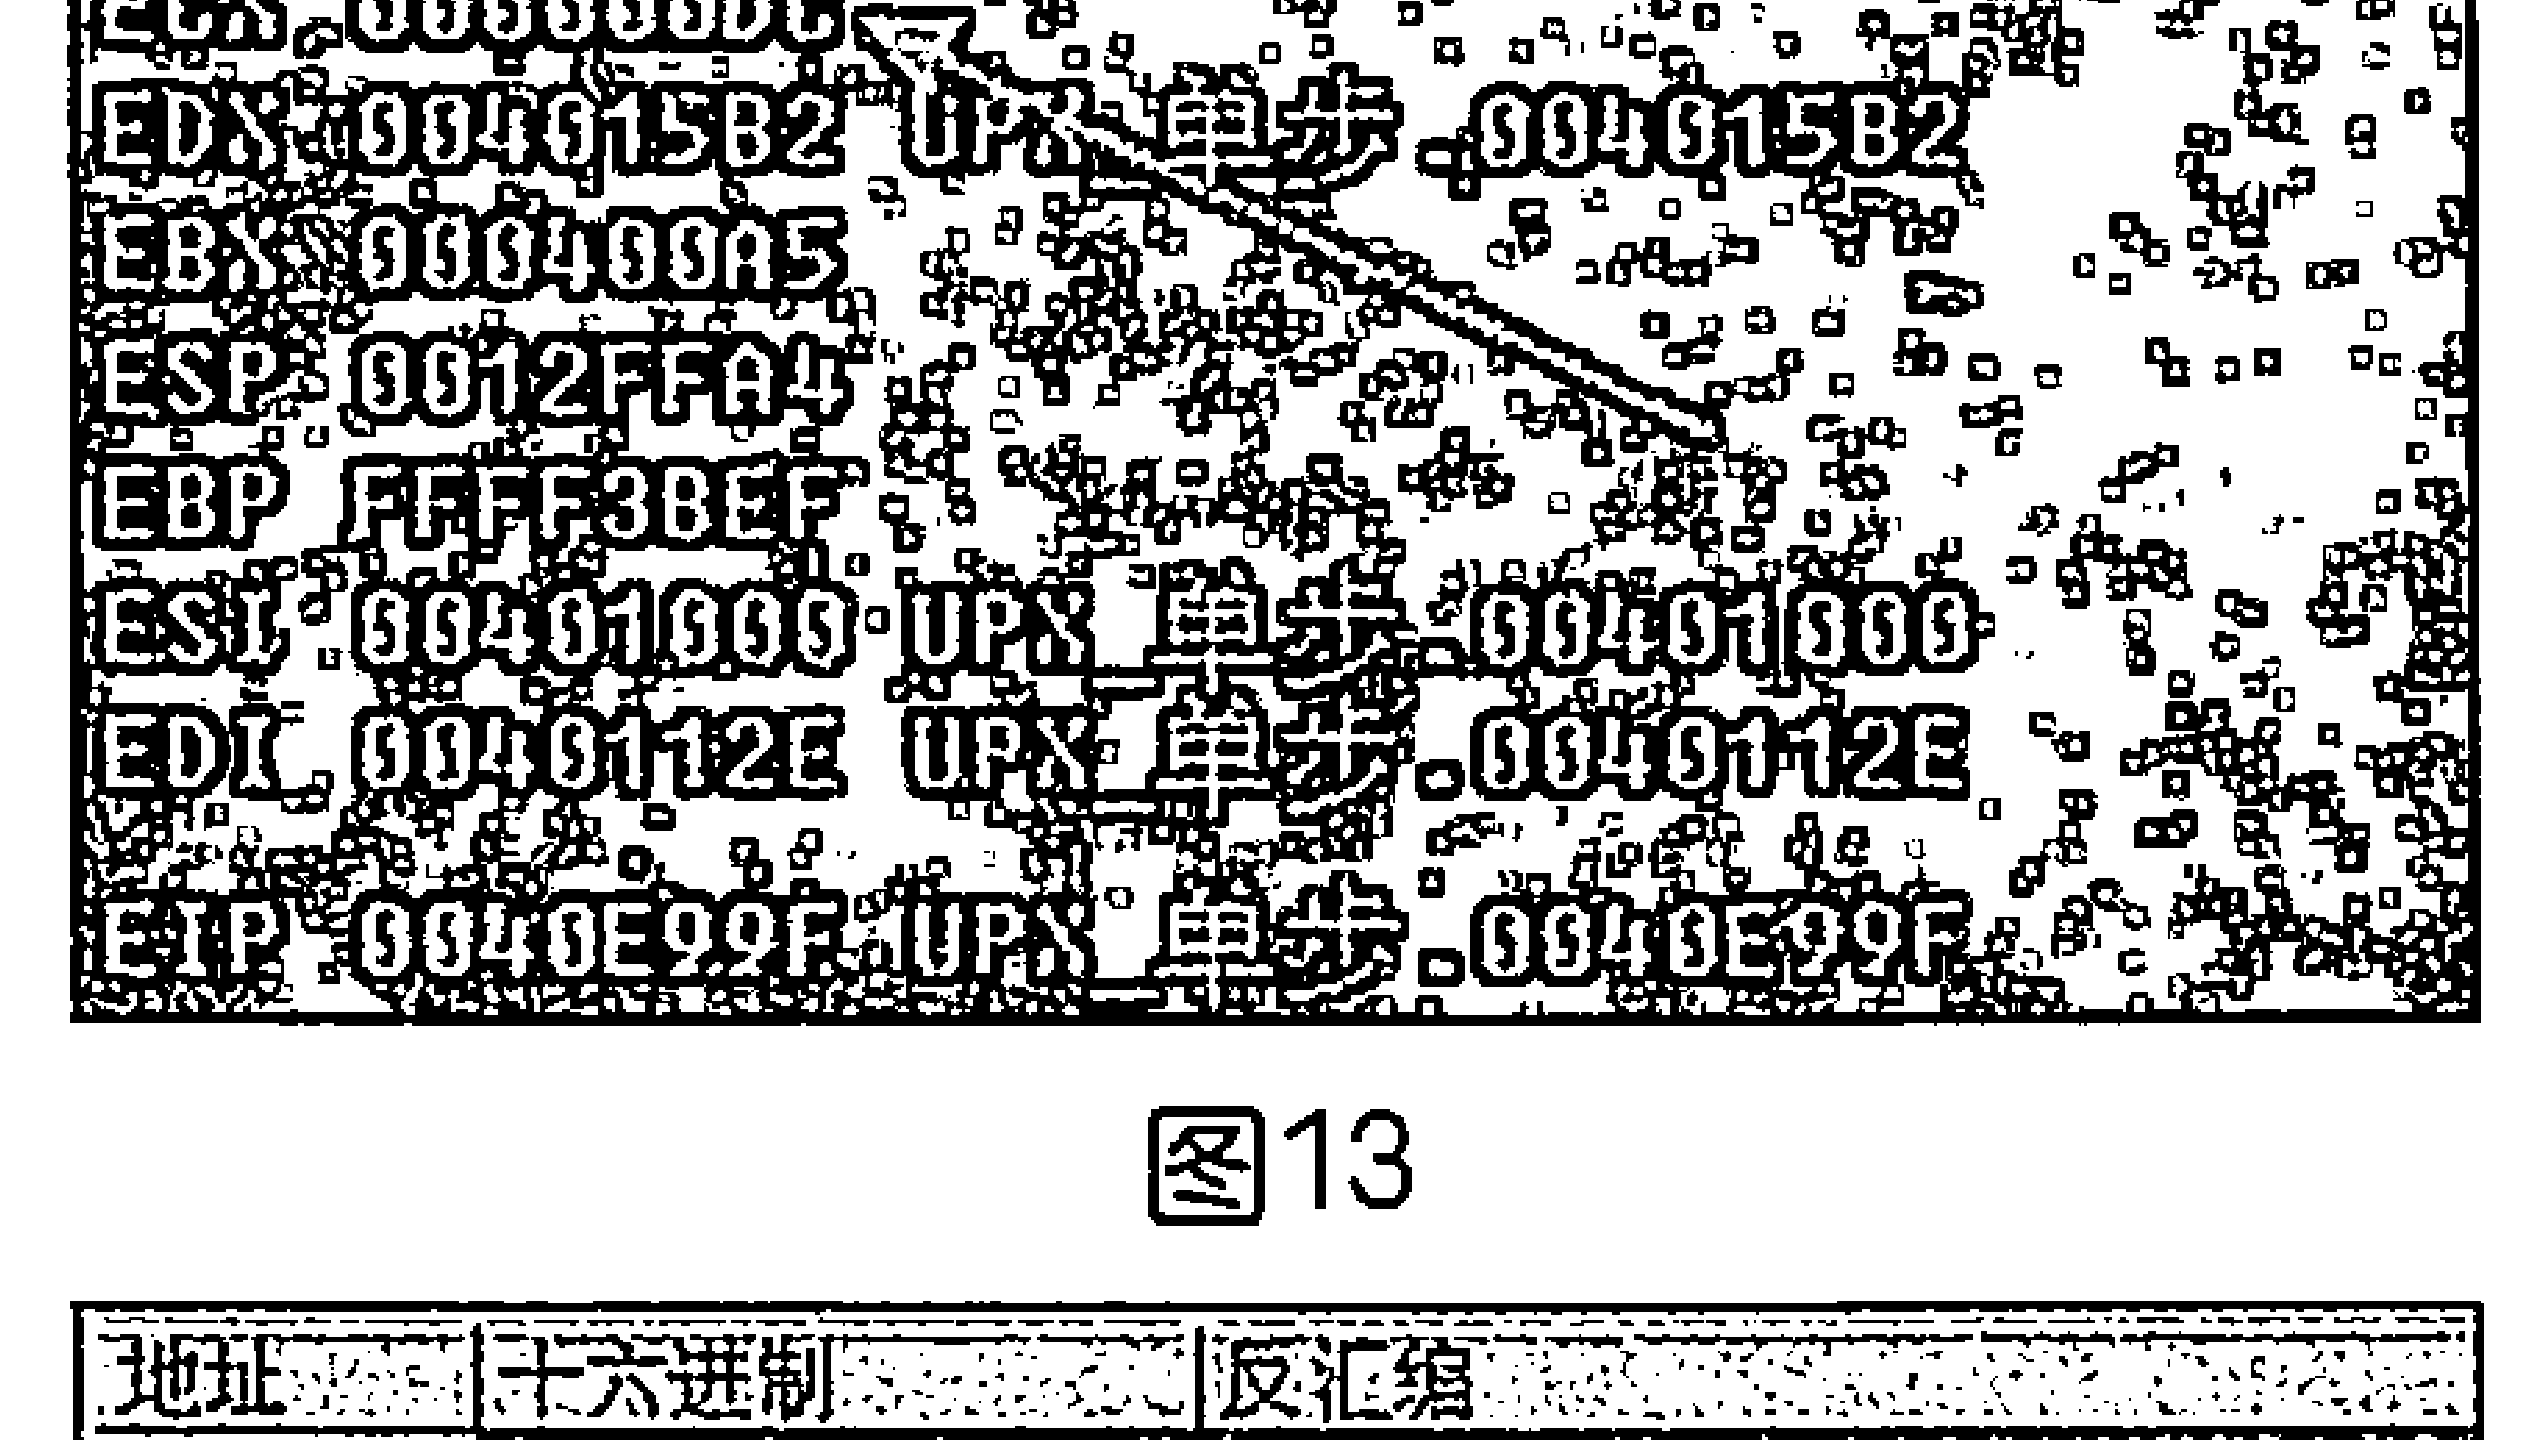 ECX 000000DC
EDX 004015B2 UPX_单步.004015B2
EBX 000400A5
ESP 0012FFA4
EBP FFFF3BEF
ESI 00401000 UPX_单步.00401000
EDI 0040112E UPX_单步.0040112E
EIP 0040E99F UPX_单步.0040E99F
图13
地址 十六进制 反汇编